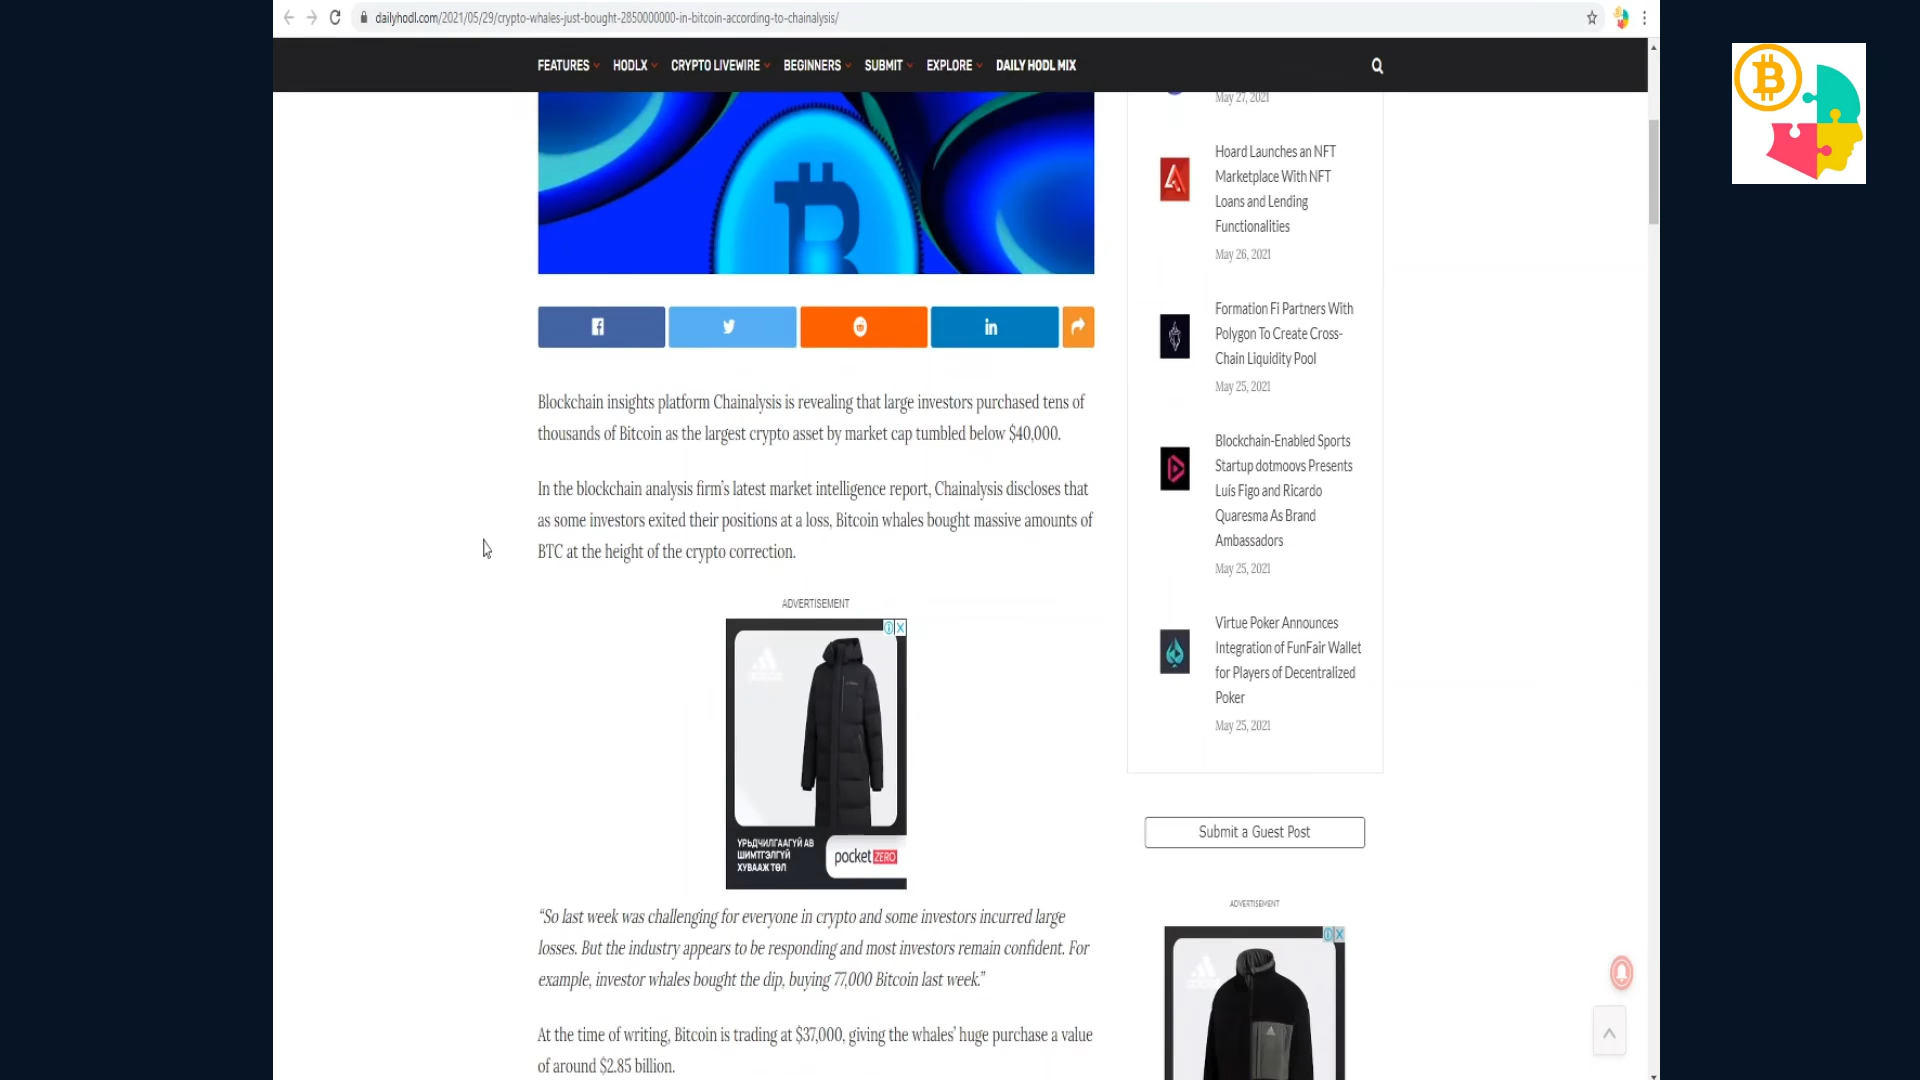 dailyhodl.com/2021/05/29/crypto-whales-just-bought-2850000000-in-bitcoin-according-to-chainalysis/
FEATURES HODLX CRYPTO LIVEWIRE BEGINNERS SUBMIT EXPLORE DAILY HODL MIX
Blockchain insights platform Chainalysis is revealing that large investors purchased tens of
thousands of Bitcoin as the largest crypto asset by market cap tumbled below $40,000.
In the blockchain analysis firm's latest market intelligence report, Chainalysis discloses that
as some investors exited their positions at a loss, Bitcoin whales bought massive amounts of
BTC at the height of the crypto correction.
ADVERTISEMENT
УРЬДЧИЛГААГҮЙ АВ
ШИМТГЭЛГҮЙ
ХУВААЖ ТӨЛ
pocket ZERO
“So last week was challenging for everyone in crypto and some investors incurred large
losses. But the industry appears to be responding and most investors remain confident. For
example, investor whales bought the dip, buying 77,000 Bitcoin last week.”
At the time of writing, Bitcoin is trading at $37,000, giving the whales' huge purchase a value
of around $2.85 billion.
May 27, 2021
Hoard Launches an NFT
Marketplace With NFT
Loans and Lending
Functionalities
May 26, 2021
Formation Fi Partners With
Polygon To Create Cross-
Chain Liquidity Pool
May 25, 2021
Blockchain-Enabled Sports
Startup dotmoovs Presents
Luís Figo and Ricardo
Quaresma As Brand
Ambassadors
May 25, 2021
Virtue Poker Announces
Integration of FunFair Wallet
for Players of Decentralized
Poker
May 25, 2021
Submit a Guest Post
ADVERTISEMENT